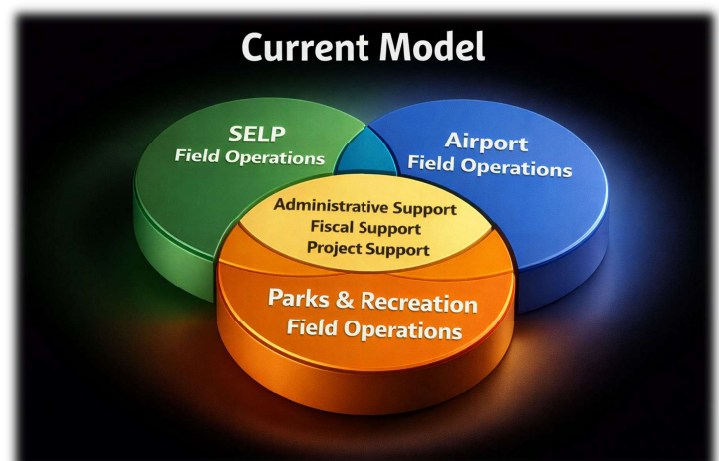 Current Model
SELP
Field Operations
Airport
Field Operations
Administrative Support
Fiscal Support
Project Support
Parks & Recreation
Field Operations